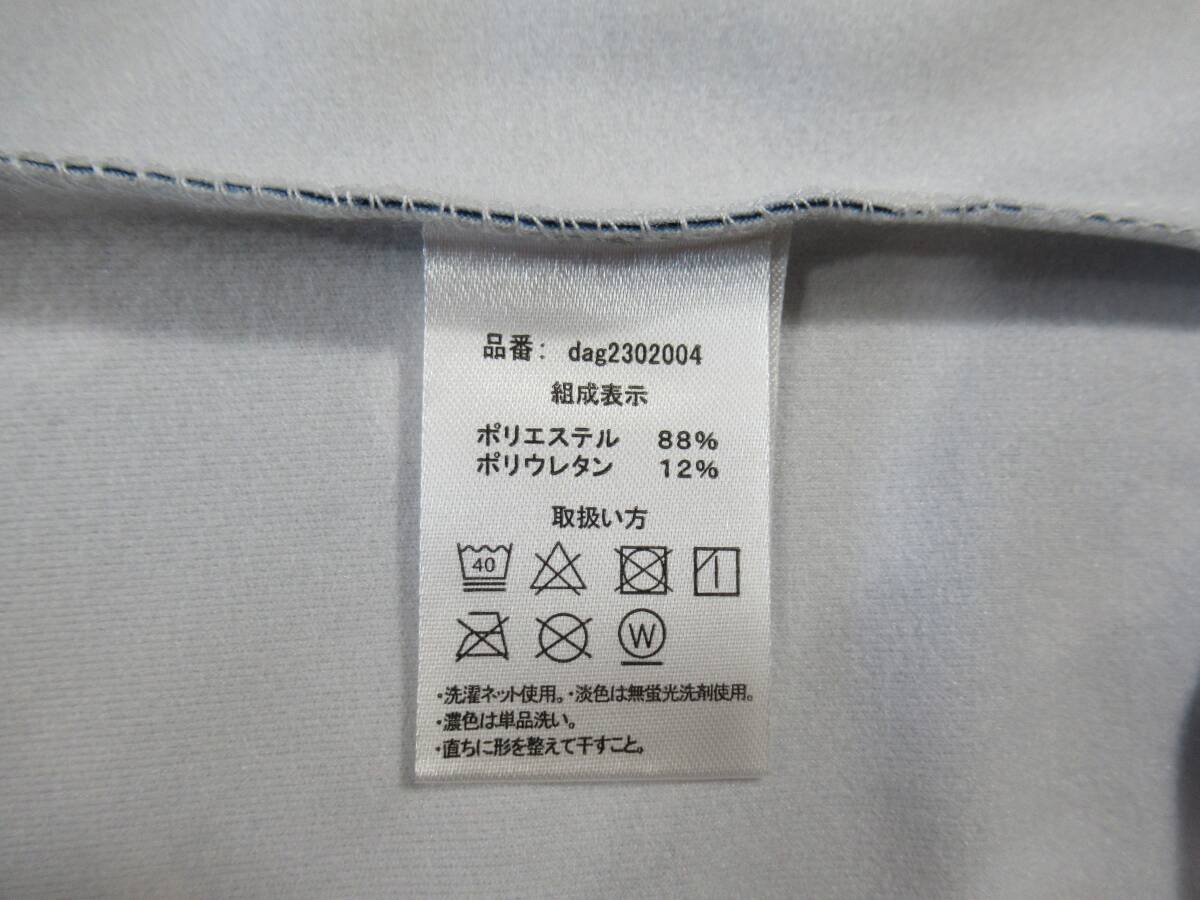 品番： dag2302004
組成表示
ポリエステル 88%
ポリウレタン 12%
取扱い方
40
W
・洗濯ネット使用。・淡色は無蛍光洗剤使用。
・濃色は単品洗い。
・直ちに形を整えて干すこと。